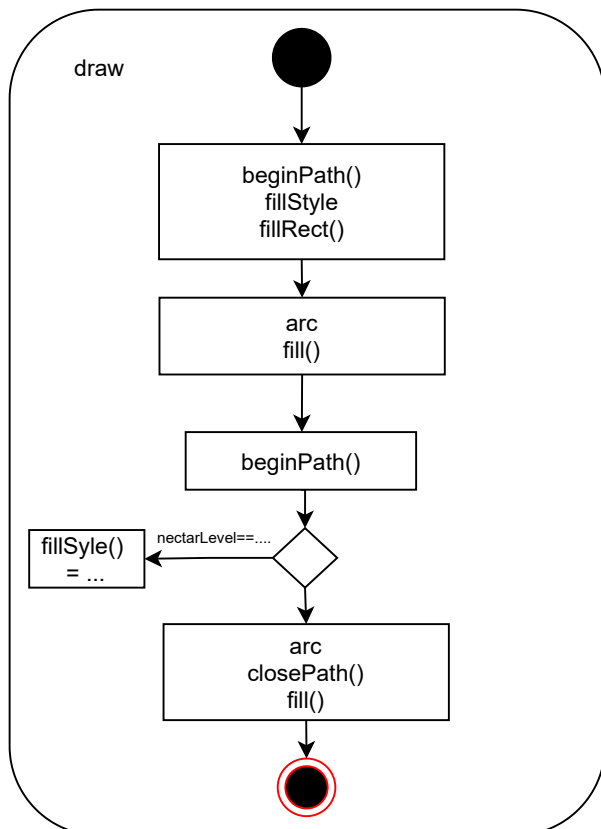 draw
beginPath()
fillStyle
fillRect()
arc
fill()
beginPath()
nectarLevel==....
fillSyle()
= ...
arc
closePath()
fill()